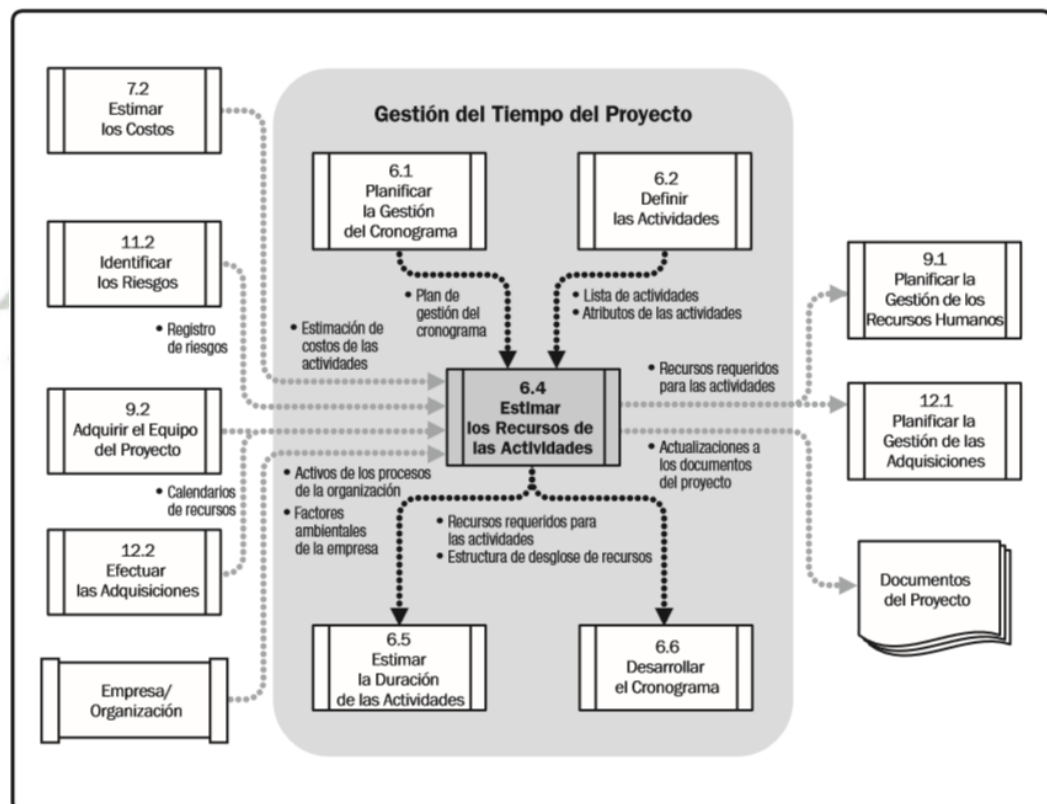 Gestión del Tiempo del Proyecto
7.2
Estimar
los Costos
11.2
Identificar
los Riesgos
• Registro
de riesgos
9.2
Adquirir el Equipo
del Proyecto
• Calendarios
de recursos
12.2
Efectuar
las Adquisiciones
Empresa/
Organización
6.1
Planificar
la Gestión
del Cronograma
6.2
Definir
las Actividades
• Plan de
gestión del
cronograma
• Lista de actividades
• Atributos de las actividades
• Estimación de
costos de las
actividades
6.4
Estimar
los Recursos de
las Actividades
• Activos de los procesos
de la organización
• Factores
ambientales
de la empresa
• Recursos requeridos para
las actividades
• Estructura de desglose de recursos
6.5
Estimar
la Duración
de las Actividades
6.6
Desarrollar
el Cronograma
• Recursos requeridos
para las actividades
• Actualizaciones a
los documentos
del proyecto
9.1
Planificar la
Gestión de los
Recursos Humanos
12.1
Planificar la
Gestión de las
Adquisiciones
Documentos
del Proyecto